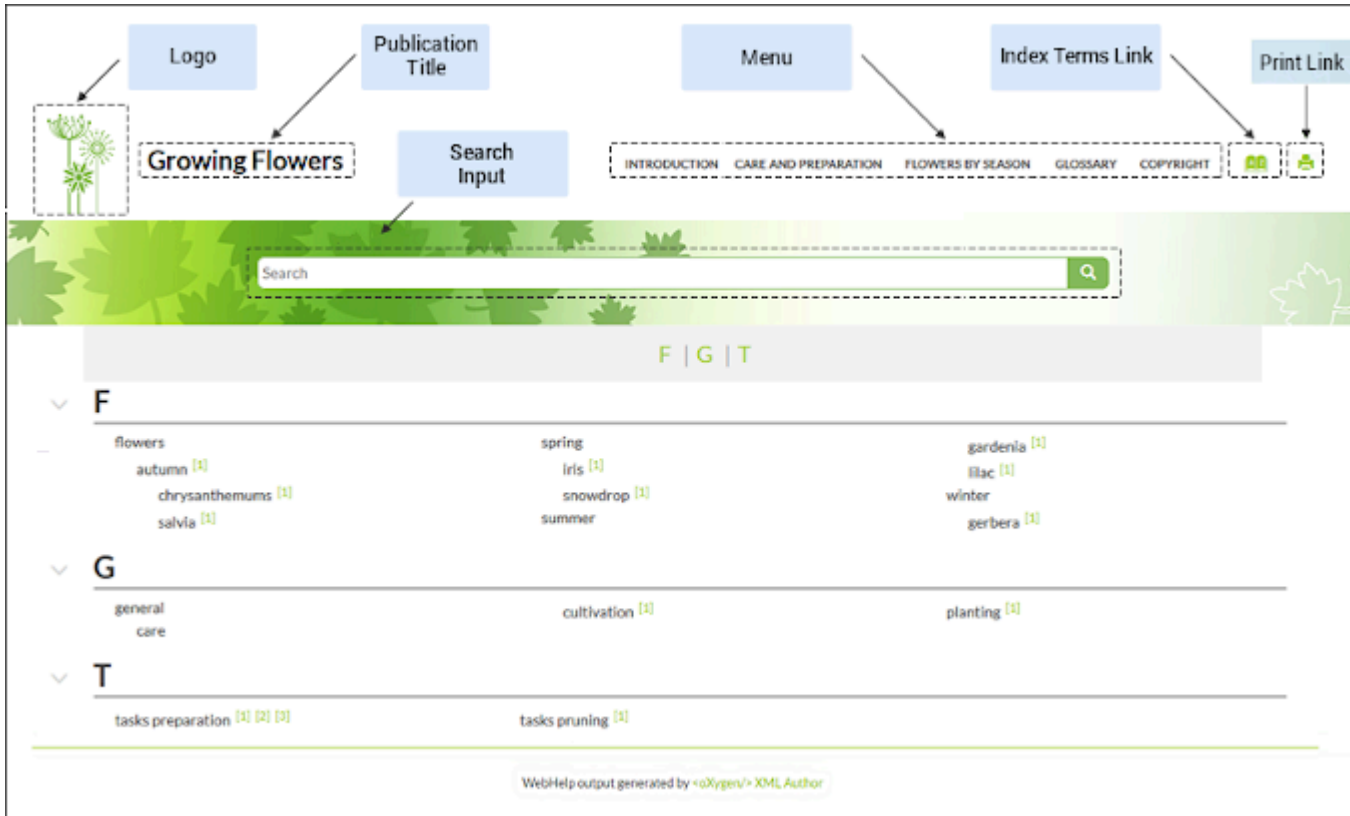 Logo
Publication
Title
Menu
Index Terms Link
Print Link
Growing Flowers
Search
Input
INTRODUCTION CARE AND PREPARATION FLOWERS BY SEASON GLOSSARY COPYRIGHT
Search
F | G | T
F
flowers
autumn [1]
chrysanthemums [1]
salvia [1]
spring
iris [1]
snowdrop [1]
summer
gardenia [1]
lilac [1]
winter
gerbera [1]
G
general
care
cultivation [1]
planting [1]
T
tasks preparation [1] [2] [3]
tasks pruning [1]
WebHelp output generated by <oXygen/> XML Author